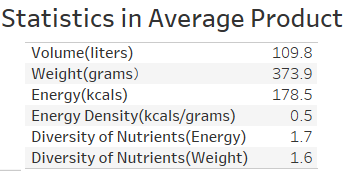 Statistics in Average Product
Volume(liters) 109.8
Weight(grams) 373.9
Energy(kcals) 178.5
Energy Density(kcals/grams) 0.5
Diversity of Nutrients(Energy) 1.7
Diversity of Nutrients(Weight) 1.6